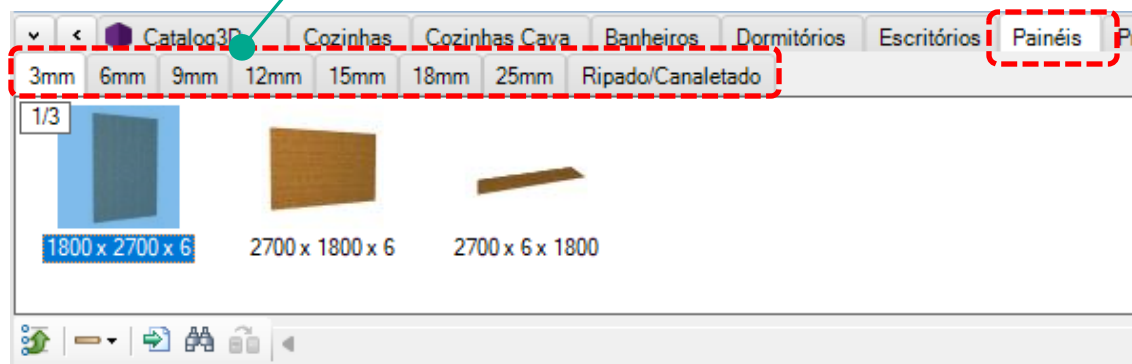 Catalog3D Cozinhas Cozinhas Cava Banheiros Dormitórios Escritórios Painéis
3mm 6mm 9mm 12mm 15mm 18mm 25mm Ripado/Canaletado
1/3
1800 x 2700 x 6 2700 x 1800 x 6 2700 x 6 x 1800